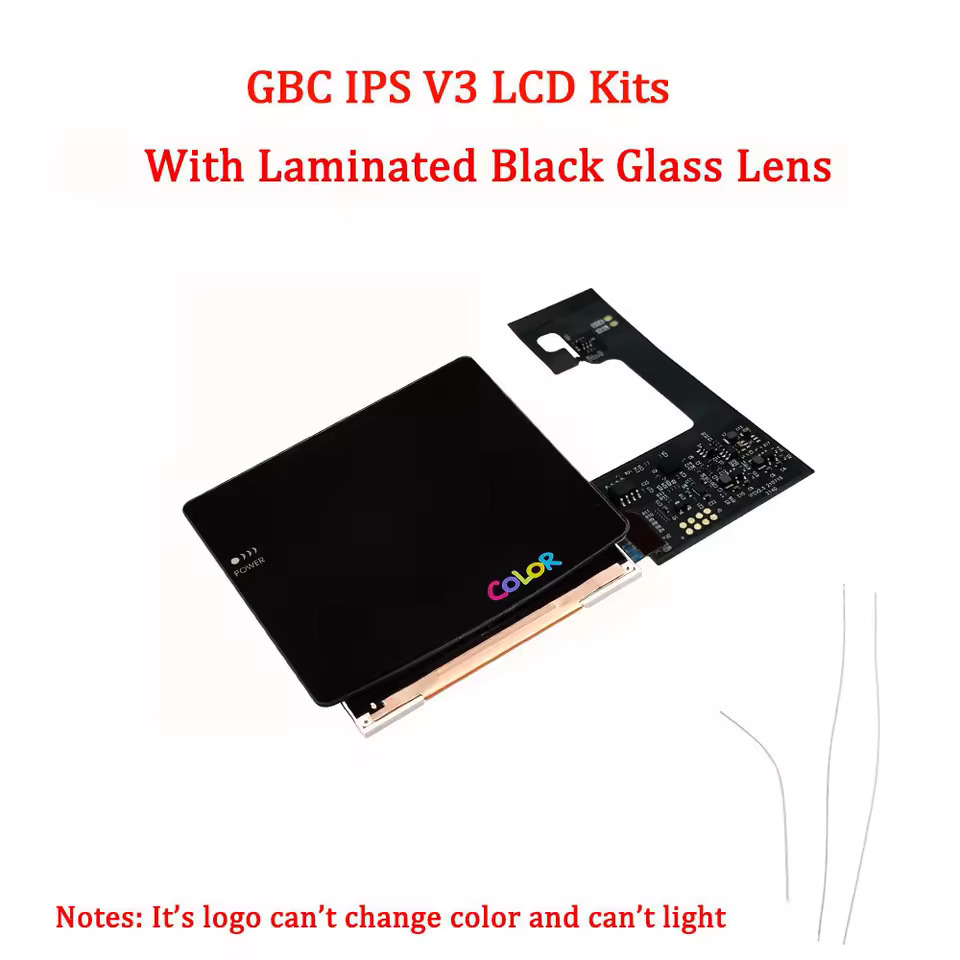 GBC IPS V3 LCD Kits
With Laminated Black Glass Lens
POWER
COLOR
Notes: It's logo can't change color and can't light